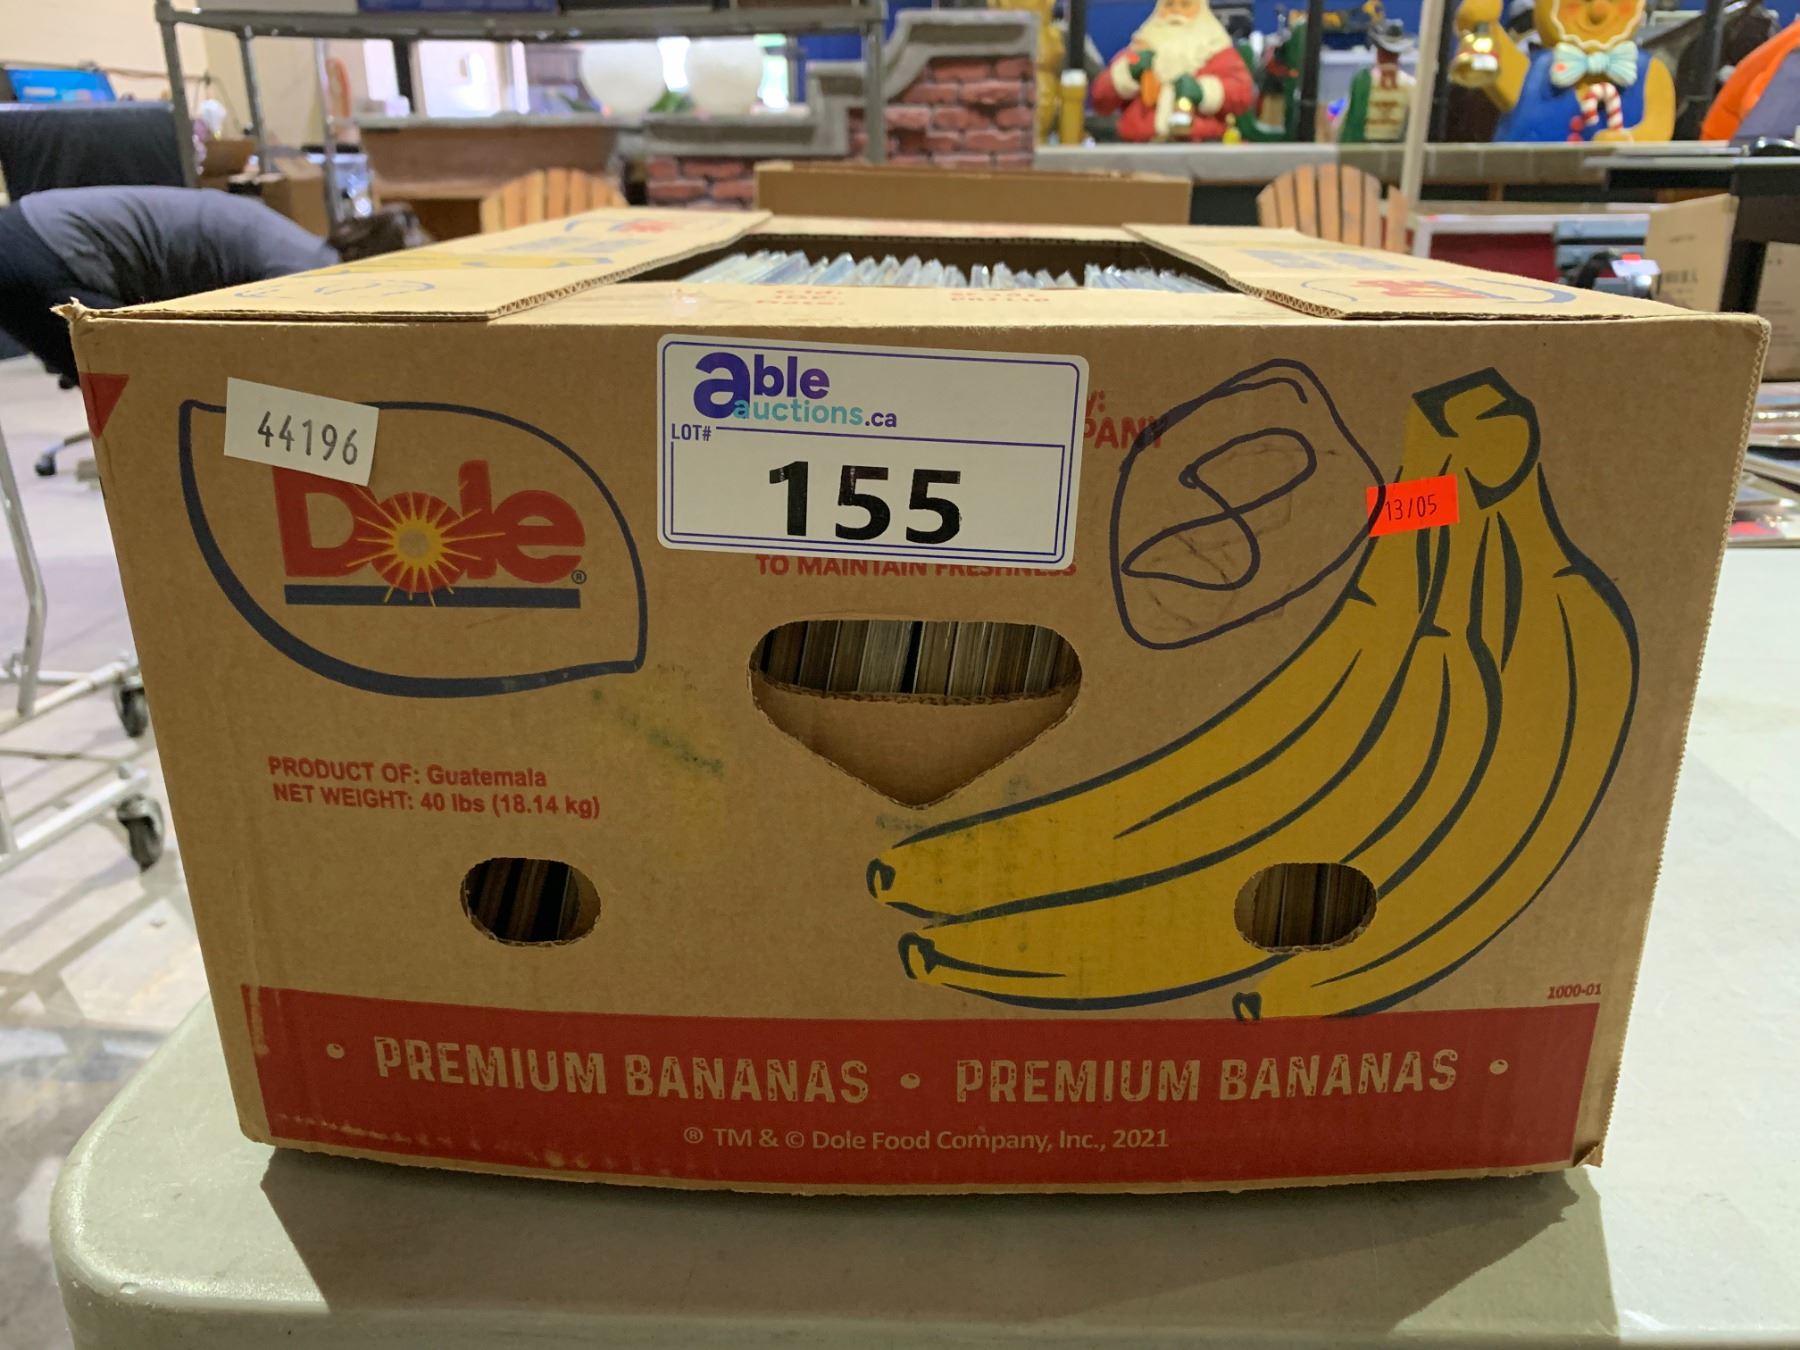 able
auctions.ca
LOT#
155
44196
Dole®
PANY
13/05
TO MAINTAIN FRESHNESS
PRODUCT OF: Guatemala
NET WEIGHT: 40 lbs (18.14 kg)
1000-01
• PREMIUM BANANAS • PREMIUM BANANAS •
® TM & © Dole Food Company, Inc., 2021